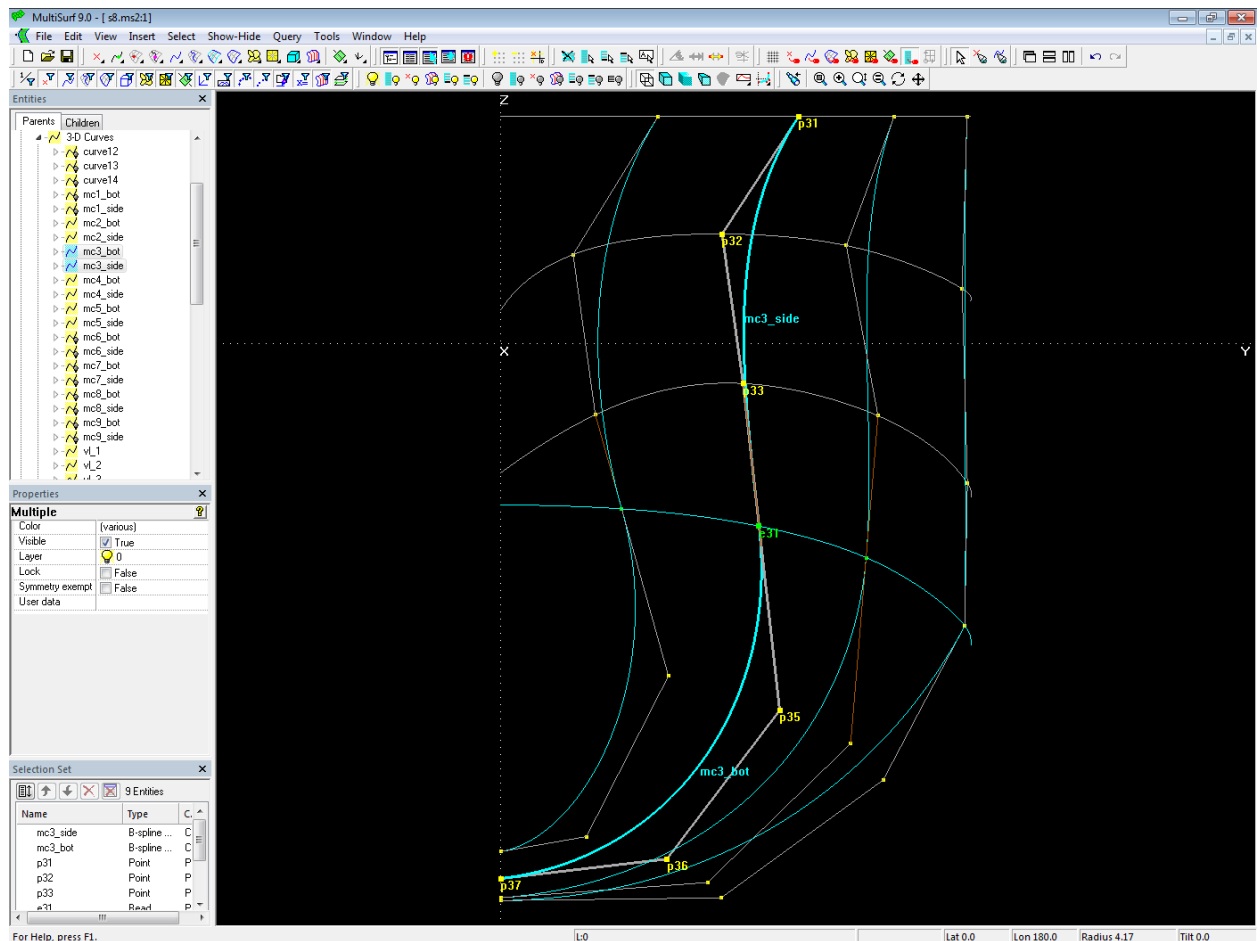 MultiSurf 9.0 - [ s8.ms2:1]
File Edit View Insert Select Show-Hide Query Tools Window Help
Entities
Parents Children
3-D Curves
curve12
curve13
curve14
mc1_bot
mc1_side
mc2_bot
mc2_side
mc3_bot
mc3_side
mc4_bot
mc4_side
mc5_bot
mc5_side
mc6_bot
mc6_side
mc7_bot
mc7_side
mc8_bot
mc8_side
mc9_bot
mc9_side
vl_1
vl_2
Properties
Multiple
Color (various)
Visible True
Layer 0
Lock False
Symmetry exempt False
User data
Selection Set
9 Entities
Name Type C.
mc3_side B-spline ... C
mc3_bot B-spline ... C
p31 Point P
p32 Point P
p33 Point P
e31 Bead P
Z
p31
p32
mc3_side
X
Y
p33
e31
p35
mc3_bot
p36
p37
For Help, press F1.
L:0
Lat 0.0 Lon 180.0 Radius 4.17 Tilt 0.0